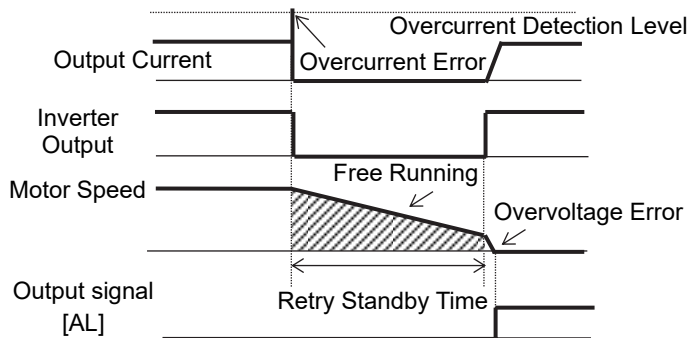 Overcurrent Detection Level
Output Current
Overcurrent Error
Inverter
Output
Free Running
Motor Speed
Overvoltage Error
Output signal
[AL]
Retry Standby Time